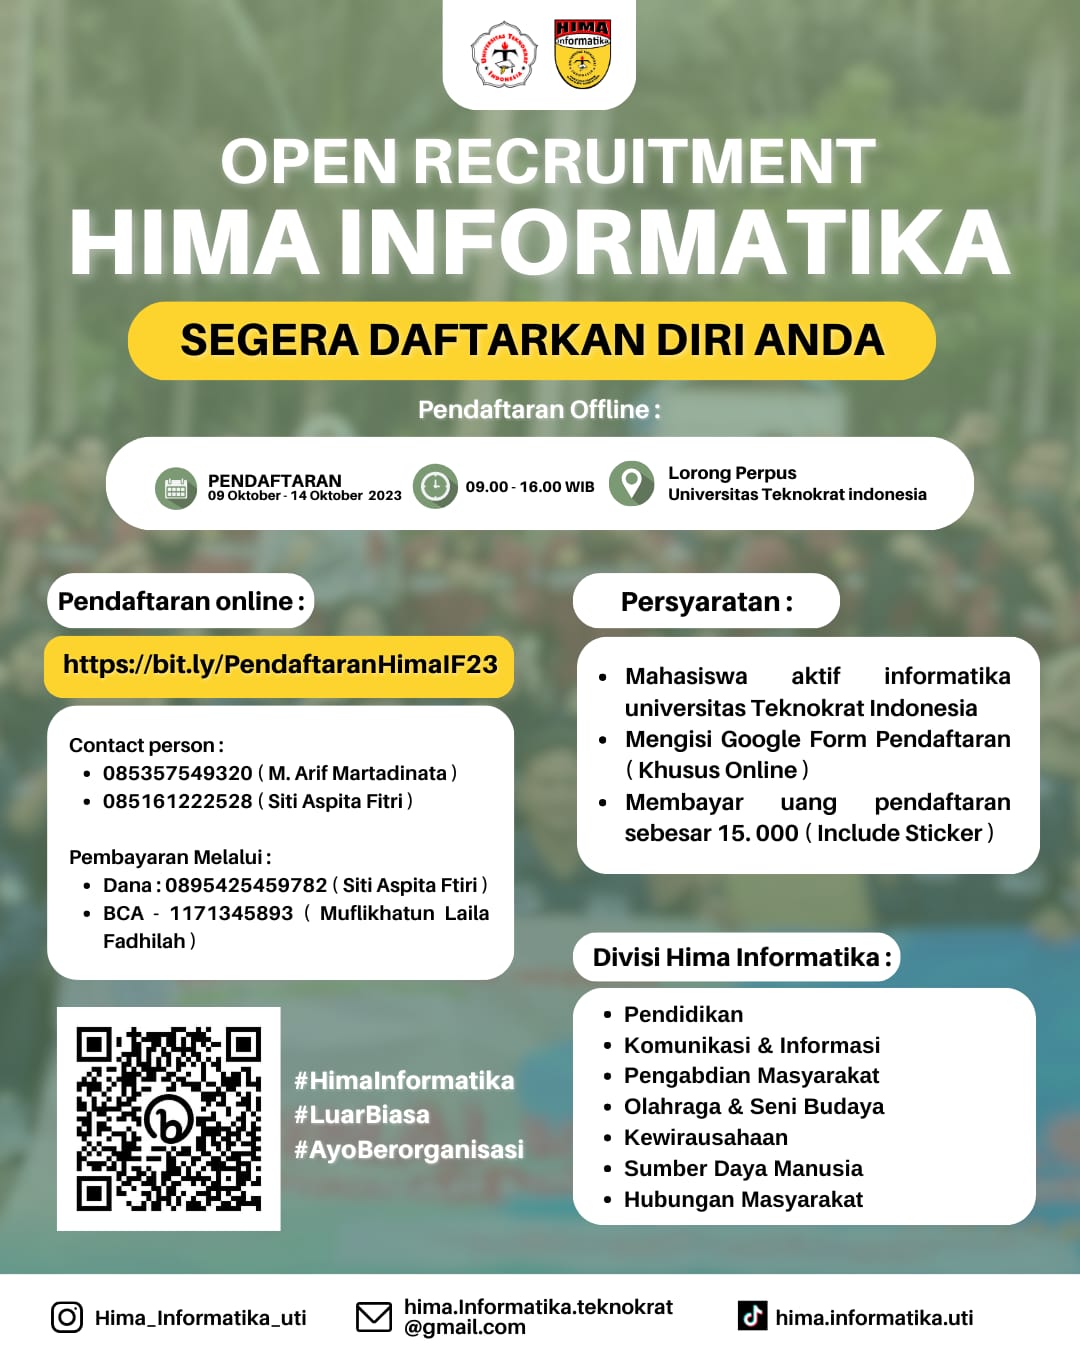 UNIVERSITAS TEKNOKRAT
INDONESIA
HIMA
informatika
OPEN RECRUITMENT
HIMA INFORMATIKA
SEGERA DAFTARKAN DIRI ANDA
Pendaftaran Offline :
PENDAFTARAN
09 Oktober - 14 Oktober 2023
09.00 - 16.00 WIB
Lorong Perpus
Universitas Teknokrat indonesia
Pendaftaran online :
https://bit.ly/PendaftaranHimaIF23
Contact person :
• 085357549320 ( M. Arif Martadinata )
• 085161222528 ( Siti Aspita Fitri )
Pembayaran Melalui :
• Dana : 0895425459782 ( Siti Aspita Ftiri )
• BCA - 1171345893 ( Muflikhatun Laila
Fadhilah )
#HimaInformatika
#LuarBiasa
#AyoBerorganisasi
Persyaratan :
• Mahasiswa aktif informatika
universitas Teknokrat Indonesia
• Mengisi Google Form Pendaftaran
( Khusus Online )
• Membayar uang pendaftaran
sebesar 15. 000 ( Include Sticker )
Divisi Hima Informatika :
• Pendidikan
• Komunikasi & Informasi
• Pengabdian Masyarakat
• Olahraga & Seni Budaya
• Kewirausahaan
• Sumber Daya Manusia
• Hubungan Masyarakat
Hima_Informatika_uti
hima.Informatika.teknokrat
@gmail.com
hima.informatika.uti